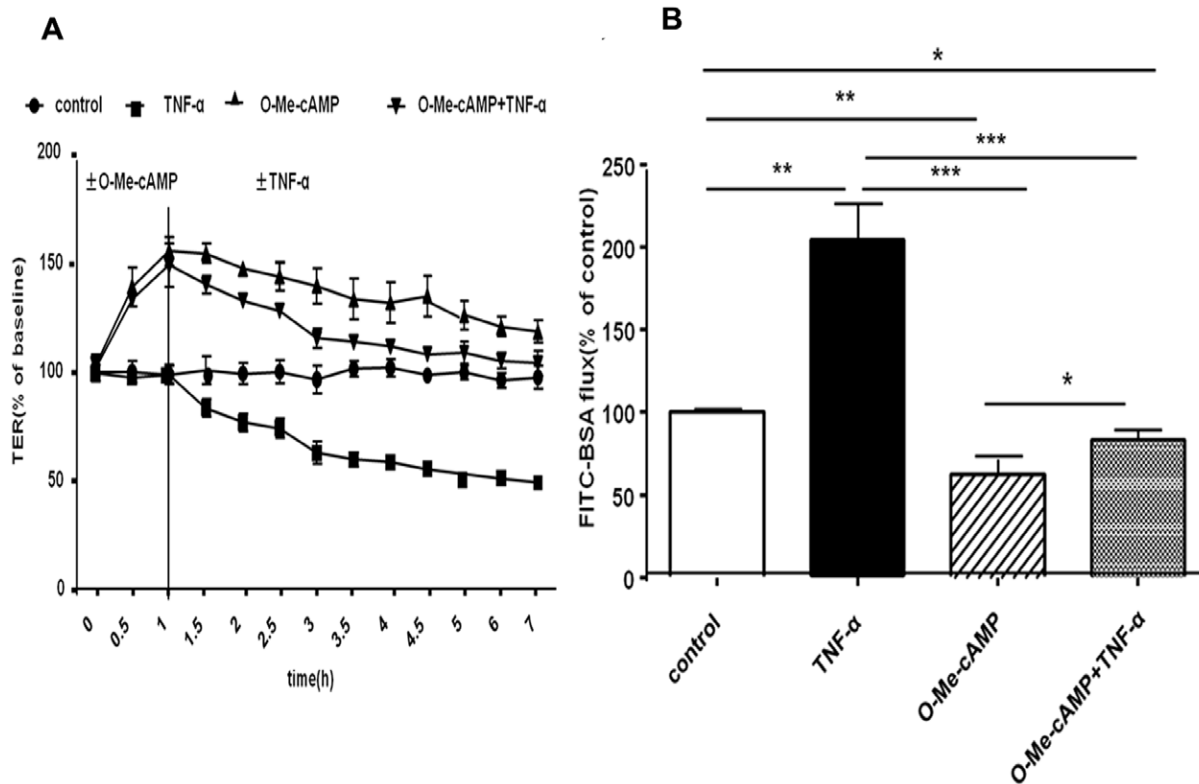 A
control TNF-α O-Me-cAMP O-Me-cAMP+TNF-α
200
±O-Me-cAMP ±TNF-α
150
100
50
0
TER(% of baseline)
0 0.5 1 1.5 2 2.5 3 3.5 4 4.5 5 6 7
time(h)
B
*
**
***
** ***
*
250
200
150
100
50
0
FITC-BSA flux(% of control)
control TNF-α O-Me-cAMP O-Me-cAMP+TNF-α